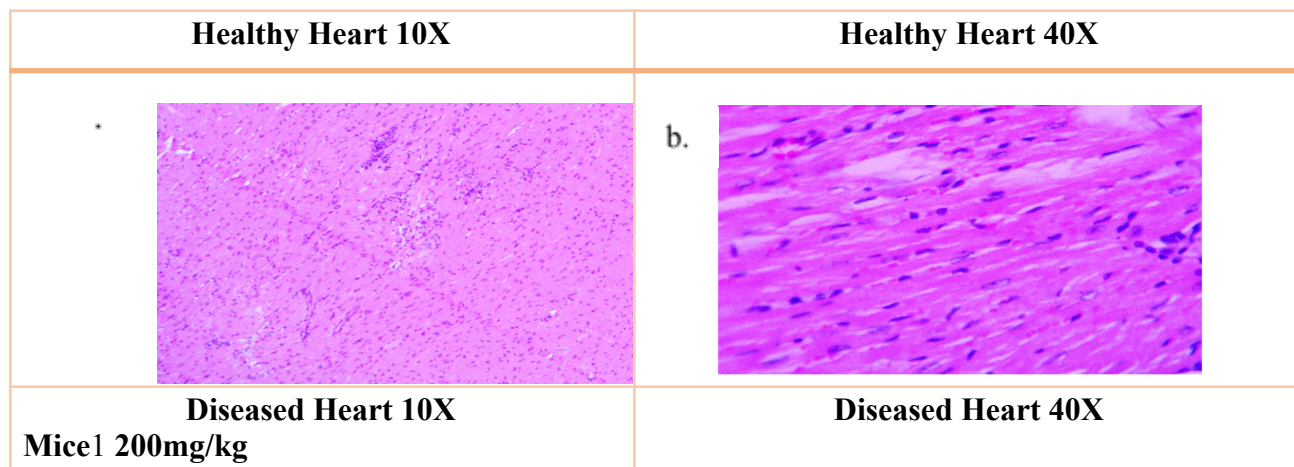 Healthy Heart 10X
Healthy Heart 40X
b.
Diseased Heart 10X
Mice1 200mg/kg
Diseased Heart 40X